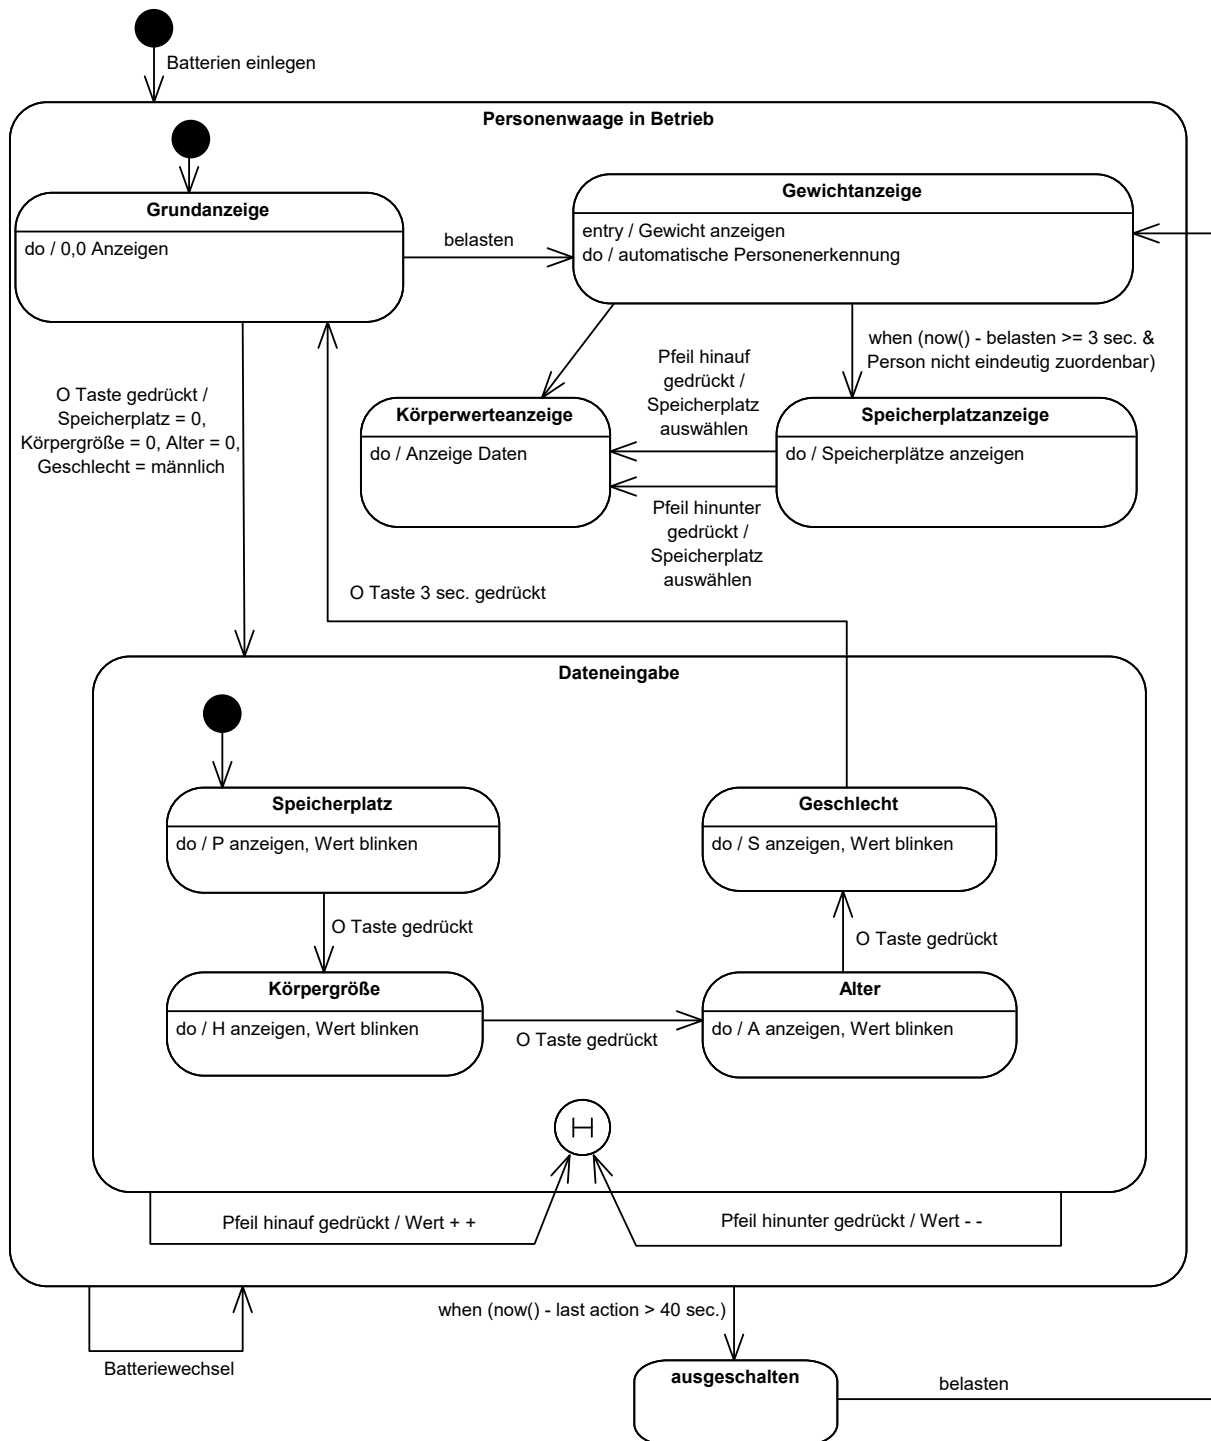 Batterien einlegen
Personenwaage in Betrieb
Grundanzeige
do / 0,0 Anzeigen
belasten
Gewichtanzeige
entry / Gewicht anzeigen
do / automatische Personenerkennung
when (now() - belasten >= 3 sec. &
Person nicht eindeutig zuordenbar)
Pfeil hinauf
gedrückt /
Speicherplatz
auswählen
O Taste gedrückt /
Speicherplatz = 0,
Körpergröße = 0, Alter = 0,
Geschlecht = männlich
Körperwerteanzeige
do / Anzeige Daten
Speicherplatzanzeige
do / Speicherplätze anzeigen
Pfeil hinunter
gedrückt /
Speicherplatz
auswählen
O Taste 3 sec. gedrückt
Dateneingabe
Speicherplatz
do / P anzeigen, Wert blinken
Geschlecht
do / S anzeigen, Wert blinken
O Taste gedrückt
O Taste gedrückt
Körpergröße
do / H anzeigen, Wert blinken
O Taste gedrückt
Alter
do / A anzeigen, Wert blinken
H
Pfeil hinauf gedrückt / Wert + +
Pfeil hinunter gedrückt / Wert - -
when (now() - last action > 40 sec.)
Batteriewechsel
ausgeschalten
belasten